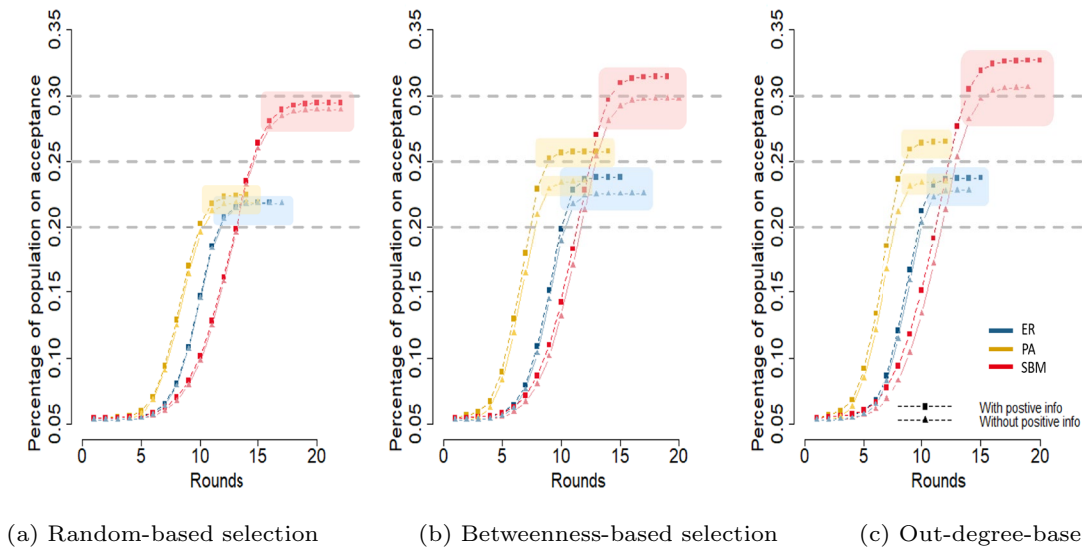 Percentage of population on acceptance
0.05 0.10 0.15 0.20 0.25 0.30 0.35
0 5 10 15 20
Rounds
Percentage of population on acceptance
0.05 0.10 0.15 0.20 0.25 0.30 0.35
0 5 10 15 20
Rounds
Percentage of population on acceptance
0.05 0.10 0.15 0.20 0.25 0.30 0.35
0 5 10 15 20
Rounds
ER
PA
SBM
With postive info
Without positive info
(a) Random-based selection
(b) Betweenness-based selection
(c) Out-degree-base